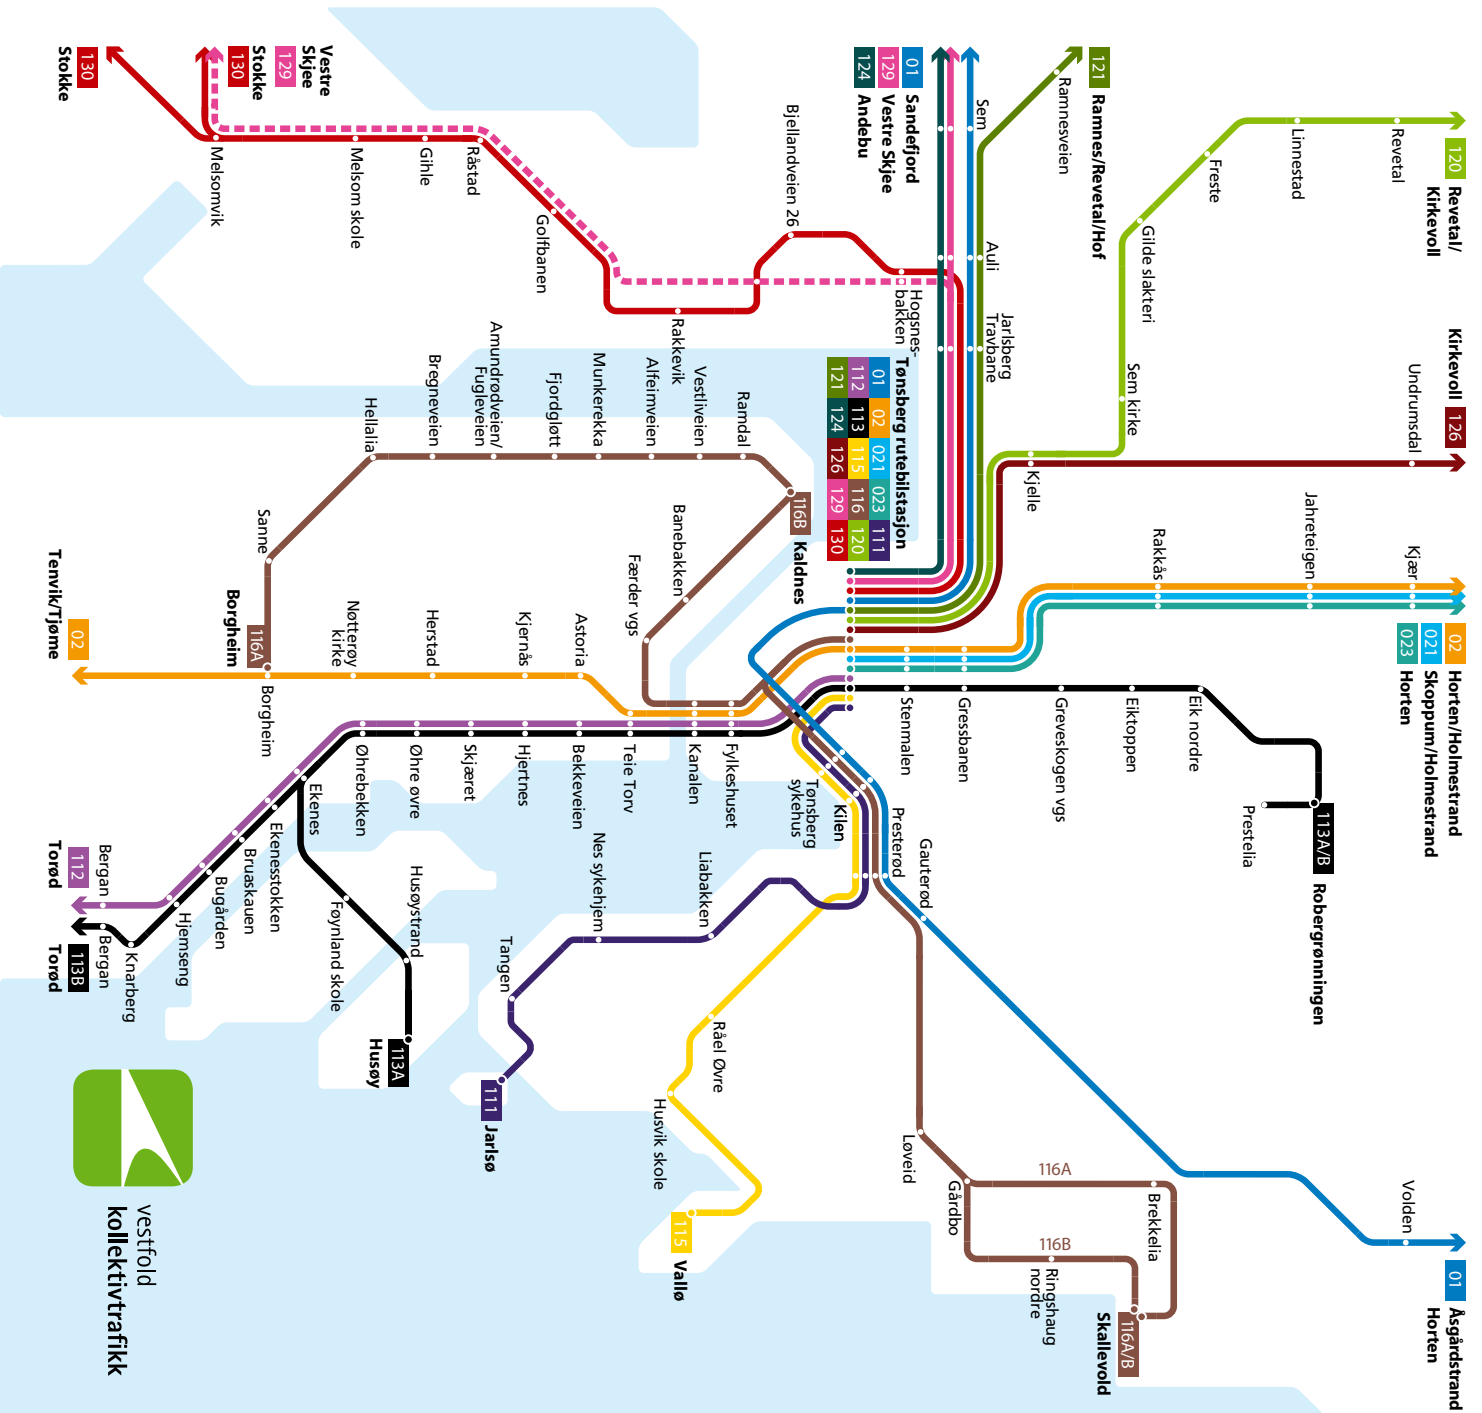 120
Revetal/
Kirkevoll
Revetal
Linnestad
Freste
Gilde slakteri
Sem kirke
Kjelle
Kirkevoll
126
Undrumsdal
Kjær
Jahreteigen
Rakkås
02
Horten/Holmestrand
021
Skoppum/Holmestrand
023
Horten
01
Åsgårdstrand
Horten
Volden
121
Ramnes/Revetal/Hof
Ramnesveien
Sem
Auli
Jarlsberg
Travbane
01
Sandefjord
129
Vestre Skjee
124
Andebu
Hogsnes-
bakken
Bjellandveien 26
Rakkevik
Golfbanen
Råstad
Gihle
Melsom skole
Melsomvik
Vestre
Skjee
129
Stokke
130
130
Stokke
Tønsberg rutebilstasjon
01
02
021
023
111
112
113
115
116
120
121
124
126
129
130
Stenmalen
Gressbanen
Greveskogen vgs
Eiktoppen
Eik nordre
Prestelia
113A/B
Robergrønningen
116B
Kaldnes
Ramdal
Vestliveien
Alfeimveien
Munkerekka
Fjordgløtt
Amundrødveien/
Fugleveien
Bregneveien
Hellalia
Sanne
Borgheim
116A
Banebakken
Færder vgs
Astoria
Kjernås
Herstad
Nøtterøy
kirke
Borgheim
Tenvik/Tjøme
02
Fylkeshuset
Kanalen
Teie Torv
Bekkeveien
Hjertnes
Skjæret
Øhre øvre
Øhrebekken
Ekenes
Ekenesstokken
Bruaskauen
Bugården
Hjemseng
Knarberg
Bergan
112
Torød
Bergan
113B
Torød
Føynland skole
Husøystrand
113A
Husøy
Tønsberg
sykehus
Kilen
Presterød
Gauterød
Liabakken
Nes sykehjem
Tangen
111
Jarlsø
Råel Øvre
Husvik skole
115
Vallø
Løveid
Gårdbo
116A
Brekkelia
116B
Ringshaug
nordre
116A/B
Skallevold
vestfold
kollektivtrafikk